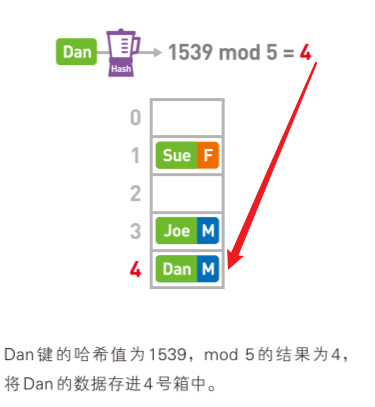 Dan Hash 1539 mod 5 = 4
0
1 Sue F
2
3 Joe M
4 Dan M
Dan键的哈希值为1539，mod 5的结果为4，
将Dan的数据存进4号箱中。